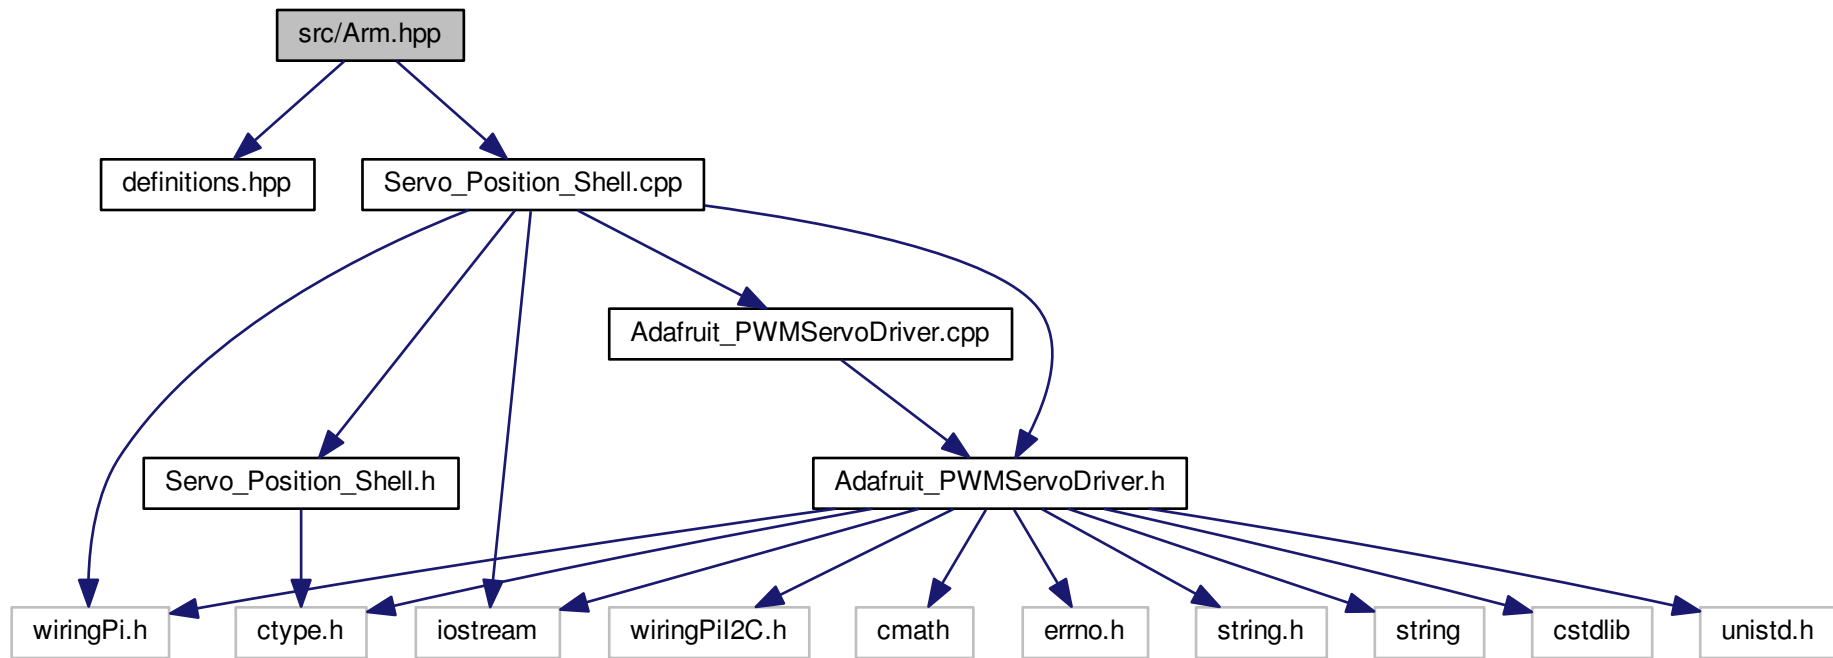 src/Arm.hpp
definitions.hpp
Servo_Position_Shell.cpp
Adafruit_PWMServoDriver.cpp
Servo_Position_Shell.h
Adafruit_PWMServoDriver.h
wiringPi.h
ctype.h
iostream
wiringPiI2C.h
cmath
errno.h
string.h
string
cstdlib
unistd.h